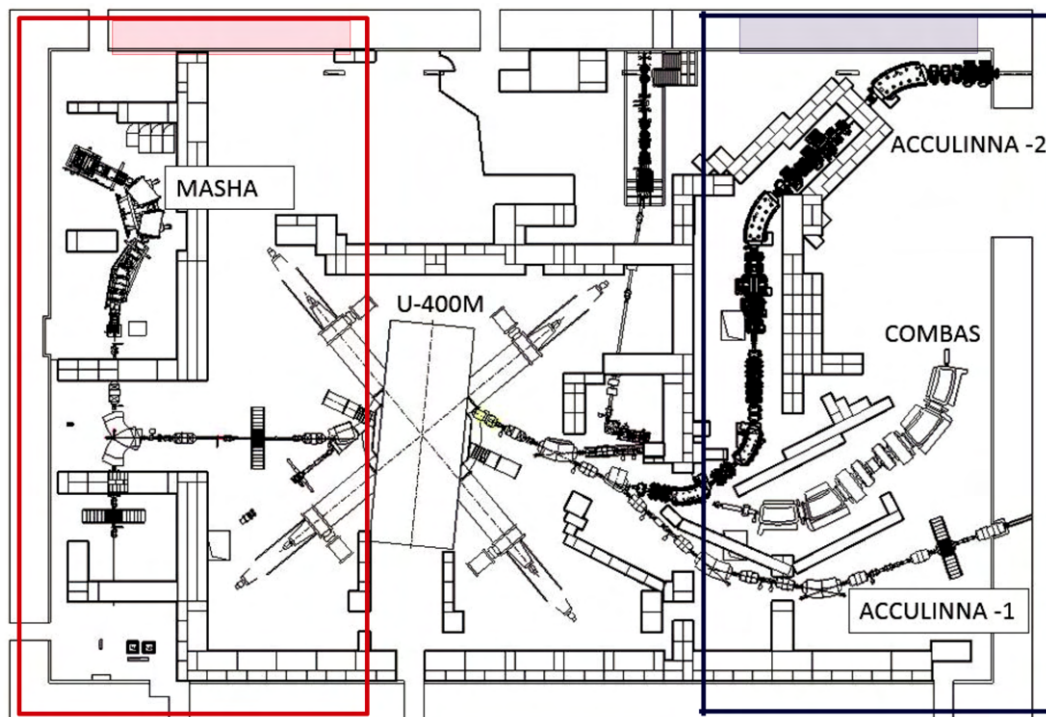 ACCULINNA -2
MASHA
U-400M
COMBAS
ACCULINNA -1